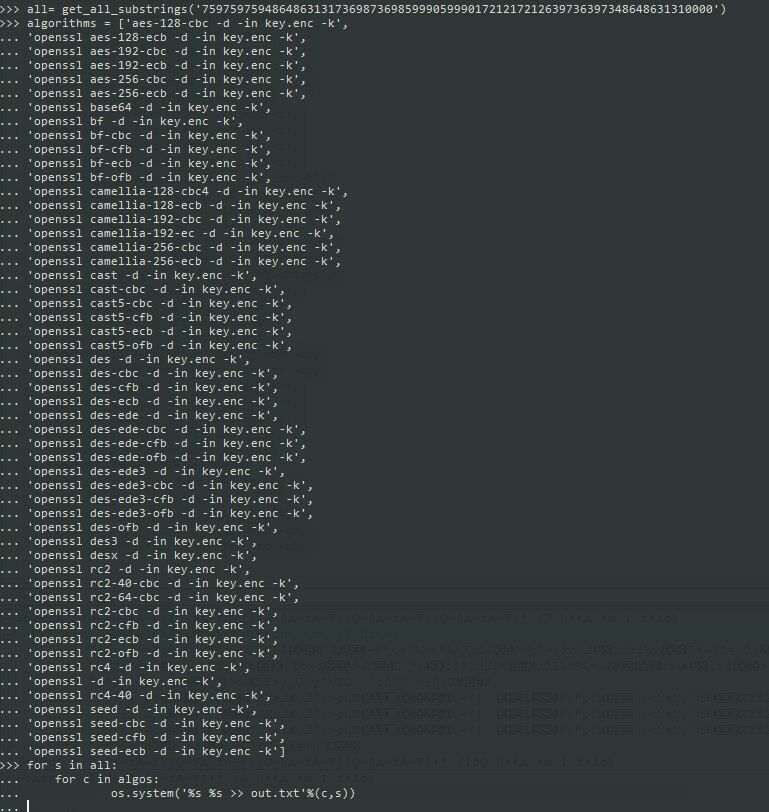 >>> all= get_all_substrings('7597597594864863131736987369859990599901721217212639736397348648631310000')
>>> algorithms = ['aes-128-cbc -d -in key.enc -k',
... 'openssl aes-128-ecb -d -in key.enc -k',
... 'openssl aes-192-cbc -d -in key.enc -k',
... 'openssl aes-192-ecb -d -in key.enc -k',
... 'openssl aes-256-cbc -d -in key.enc -k',
... 'openssl aes-256-ecb -d -in key.enc -k',
... 'openssl base64 -d -in key.enc -k',
... 'openssl bf -d -in key.enc -k',
... 'openssl bf-cbc -d -in key.enc -k',
... 'openssl bf-cfb -d -in key.enc -k',
... 'openssl bf-ecb -d -in key.enc -k',
... 'openssl bf-ofb -d -in key.enc -k',
... 'openssl camellia-128-cbc4 -d -in key.enc -k',
... 'openssl camellia-128-ecb -d -in key.enc -k',
... 'openssl camellia-192-cbc -d -in key.enc -k',
... 'openssl camellia-192-ec -d -in key.enc -k',
... 'openssl camellia-256-cbc -d -in key.enc -k',
... 'openssl camellia-256-ecb -d -in key.enc -k',
... 'openssl cast -d -in key.enc -k',
... 'openssl cast-cbc -d -in key.enc -k',
... 'openssl cast5-cbc -d -in key.enc -k',
... 'openssl cast5-cfb -d -in key.enc -k',
... 'openssl cast5-ecb -d -in key.enc -k',
... 'openssl cast5-ofb -d -in key.enc -k',
... 'openssl des -d -in key.enc -k',
... 'openssl des-cbc -d -in key.enc -k',
... 'openssl des-cfb -d -in key.enc -k',
... 'openssl des-ecb -d -in key.enc -k',
... 'openssl des-ede -d -in key.enc -k',
... 'openssl des-ede-cbc -d -in key.enc -k',
... 'openssl des-ede-cfb -d -in key.enc -k',
... 'openssl des-ede-ofb -d -in key.enc -k',
... 'openssl des-ede3 -d -in key.enc -k',
... 'openssl des-ede3-cbc -d -in key.enc -k',
... 'openssl des-ede3-cfb -d -in key.enc -k',
... 'openssl des-ede3-ofb -d -in key.enc -k',
... 'openssl des-ofb -d -in key.enc -k',
... 'openssl des3 -d -in key.enc -k',
... 'openssl desx -d -in key.enc -k',
... 'openssl rc2 -d -in key.enc -k',
... 'openssl rc2-40-cbc -d -in key.enc -k',
... 'openssl rc2-64-cbc -d -in key.enc -k',
... 'openssl rc2-cbc -d -in key.enc -k',
... 'openssl rc2-cfb -d -in key.enc -k',
... 'openssl rc2-ecb -d -in key.enc -k',
... 'openssl rc2-ofb -d -in key.enc -k',
... 'openssl rc4 -d -in key.enc -k',
... 'openssl -d -in key.enc -k',
... 'openssl rc4-40 -d -in key.enc -k',
... 'openssl seed -d -in key.enc -k',
... 'openssl seed-cbc -d -in key.enc -k',
... 'openssl seed-cfb -d -in key.enc -k',
... 'openssl seed-ecb -d -in key.enc -k']
>>> for s in all:
... for c in algos:
... os.system('%s %s >> out.txt'%(c,s))
...